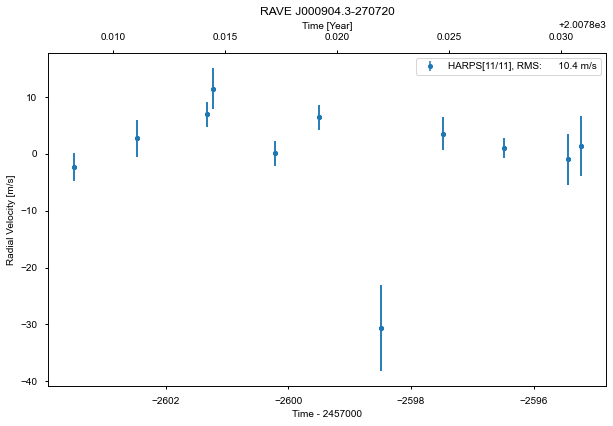 RAVE J000904.3-270720
Time [Year]
+2.0078e3
0.010 0.015 0.020 0.025 0.030
HARPS[11/11], RMS: 10.4 m/s
10
0
−10
−20
−30
−40
Radial Velocity [m/s]
−2602 −2600 −2598 −2596
Time - 2457000